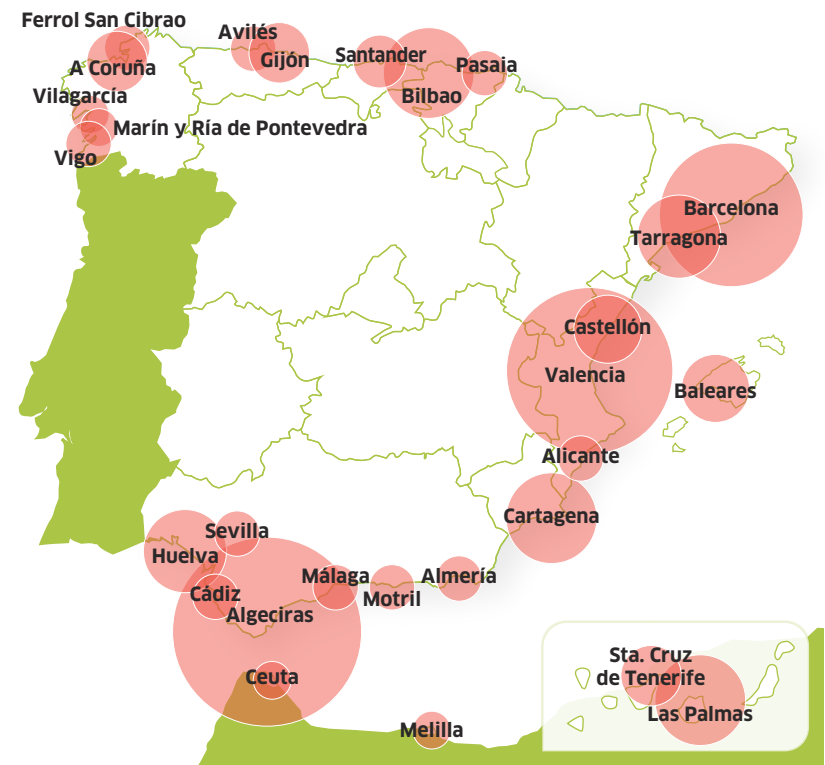 Ferrol San Cibrao
A Coruña
Avilés
Gijón
Santander
Pasaia
Bilbao
Vilagarcía
Marín y Ría de Pontevedra
Vigo
Barcelona
Tarragona
Castellón
Valencia
Baleares
Alicante
Cartagena
Sevilla
Huelva
Málaga
Almería
Cádiz
Motril
Algeciras
Ceuta
Melilla
Sta. Cruz
de Tenerife
Las Palmas